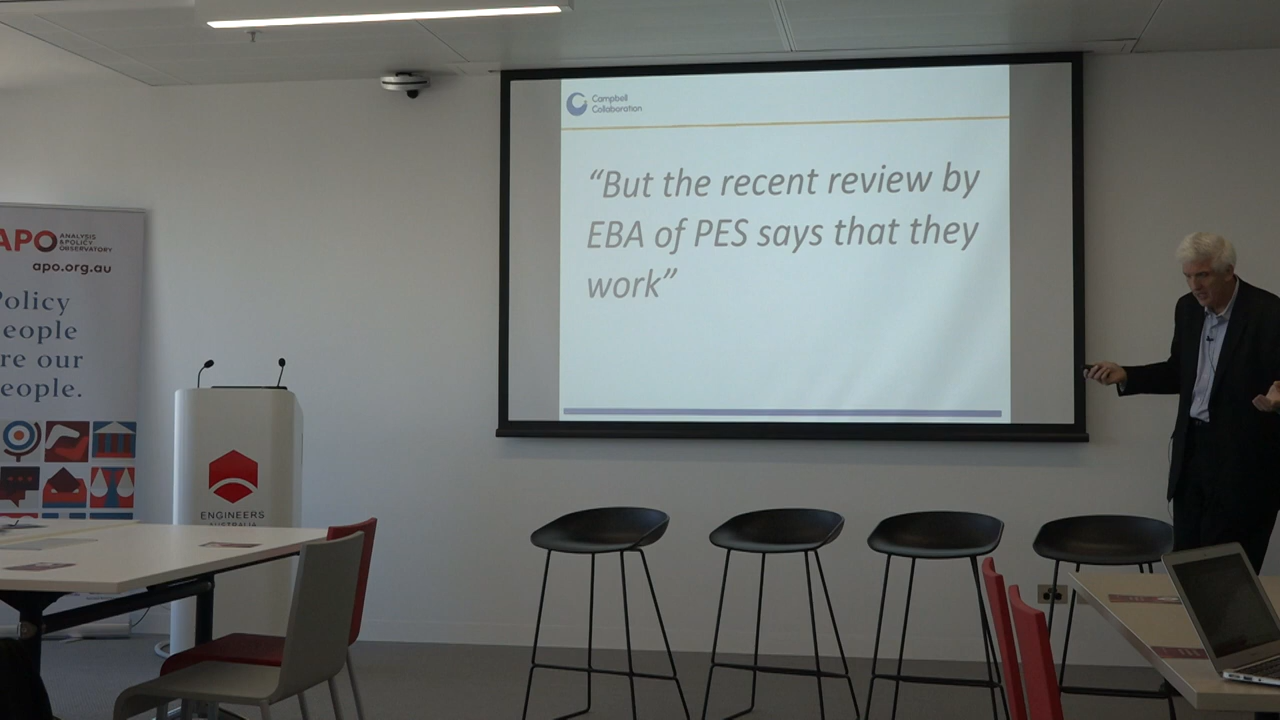 Campbell
Collaboration
“But the recent review by
EBA of PES says that they
work”
APO
ANALYSIS
& POLICY
OBSERVATORY
apo.org.au
Policy
eople
re our
eople.
ENGINEERS
AUSTRALIA